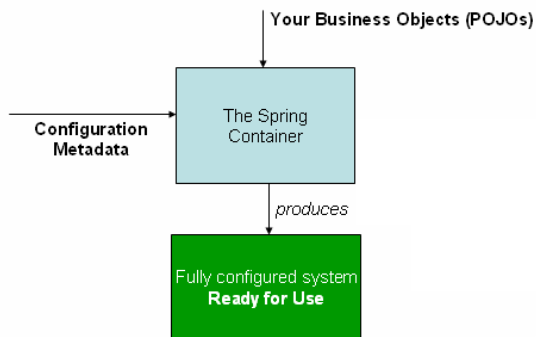 Your Business Objects (POJOs)
The Spring
Container
Configuration
Metadata
produces
Fully configured system
Ready for Use